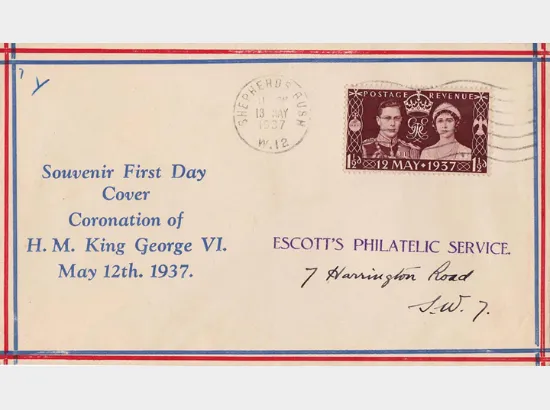 SHEPHERDS BUSH
13 MAY
1937
W.12
POSTAGE REVENUE
1½D 12 MAY · 1937 1½D
Souvenir First Day
Cover
Coronation of
H. M. King George VI.
May 12th. 1937.
ESCOTT'S PHILATELIC SERVICE.
7 Harrington Road
S.W. 7.